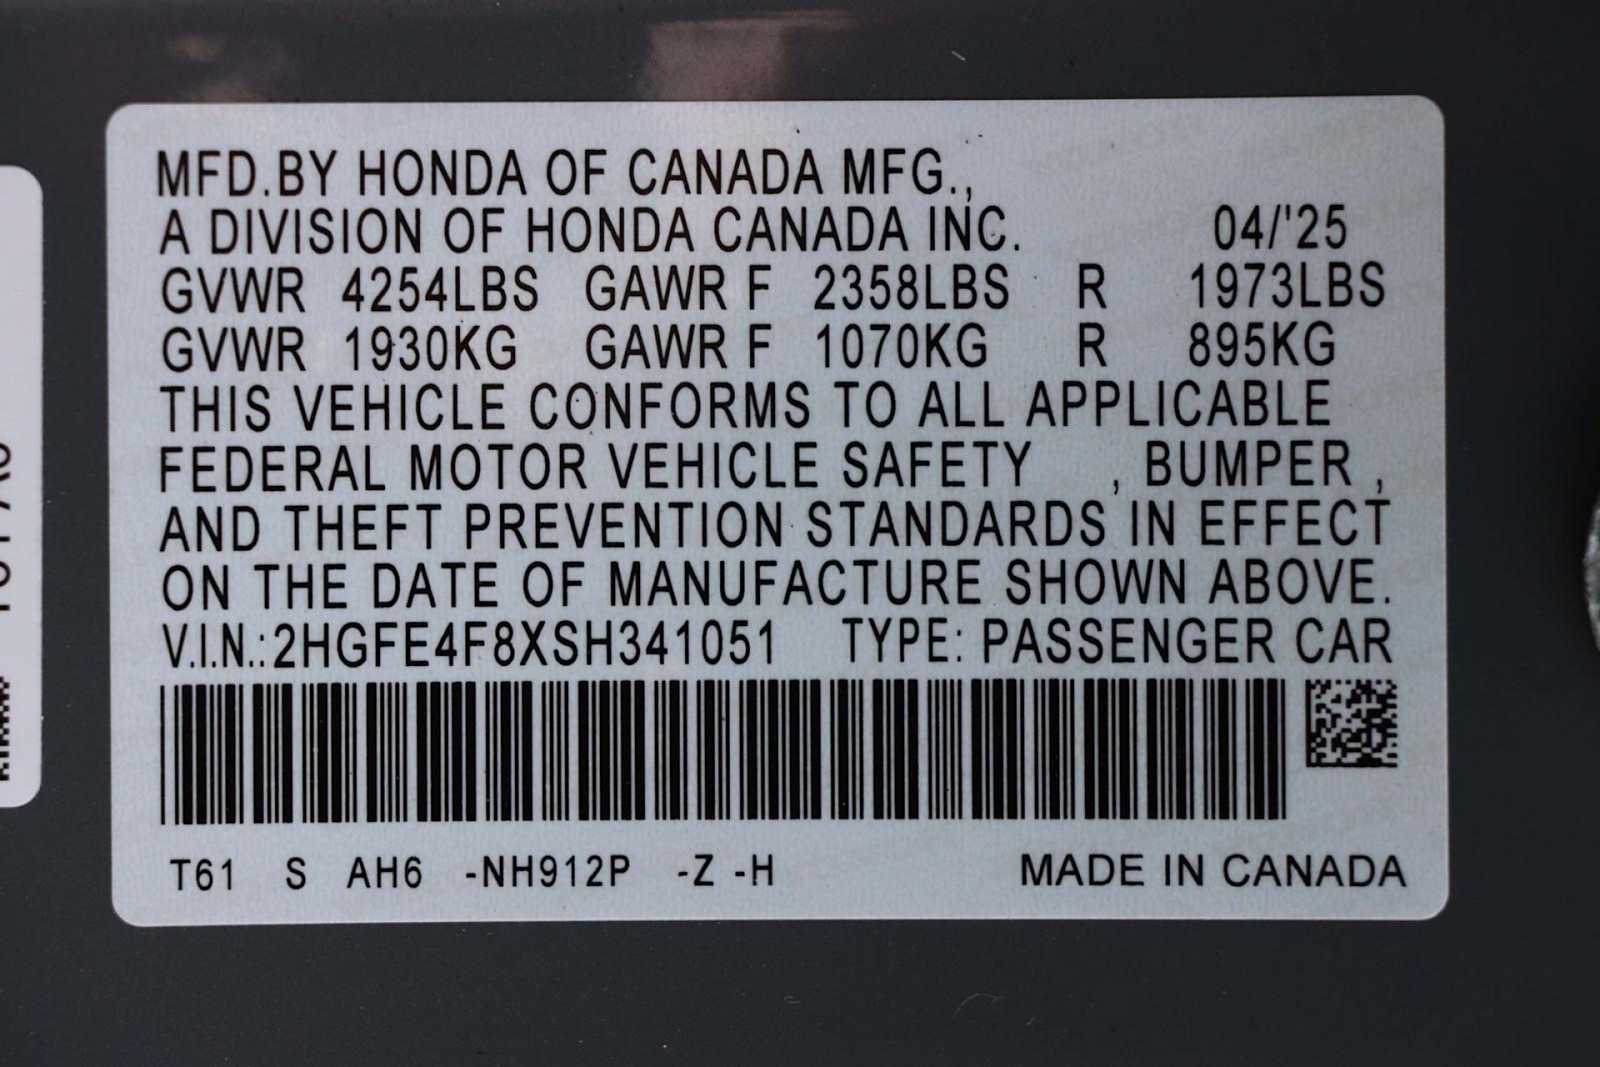 MFD.BY HONDA OF CANADA MFG.,
A DIVISION OF HONDA CANADA INC. 04/'25
GVWR 4254LBS GAWR F 2358LBS R 1973LBS
GVWR 1930KG GAWR F 1070KG R 895KG
THIS VEHICLE CONFORMS TO ALL APPLICABLE
FEDERAL MOTOR VEHICLE SAFETY , BUMPER ,
AND THEFT PREVENTION STANDARDS IN EFFECT
ON THE DATE OF MANUFACTURE SHOWN ABOVE.
V.I.N.:2HGFE4F8XSH341051 TYPE: PASSENGER CAR
T61 S AH6 -NH912P -Z -H MADE IN CANADA